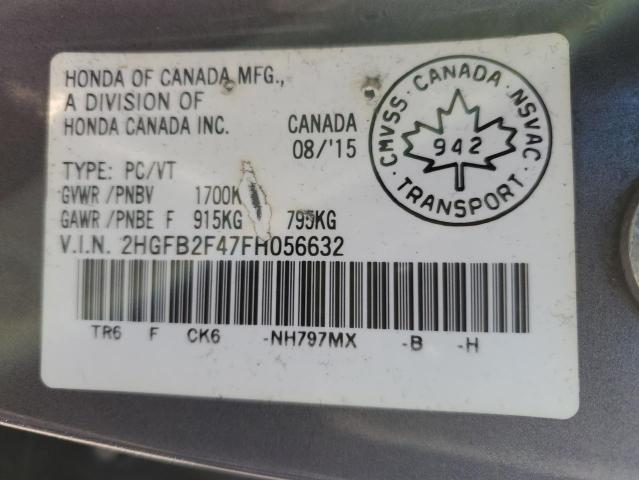 HONDA OF CANADA MFG.,
A DIVISION OF
HONDA CANADA INC.
CANADA
08/'15
TYPE: PC/VT
GVWR/PNBV 1700K
GAWR/PNBE F 915KG 795KG
V.I.N. 2HGFB2F47FH056632
TR6 F CK6 -NH797MX -B -H
CMVSS · CANADA · NSVAC
942
· TRANSPORT ·